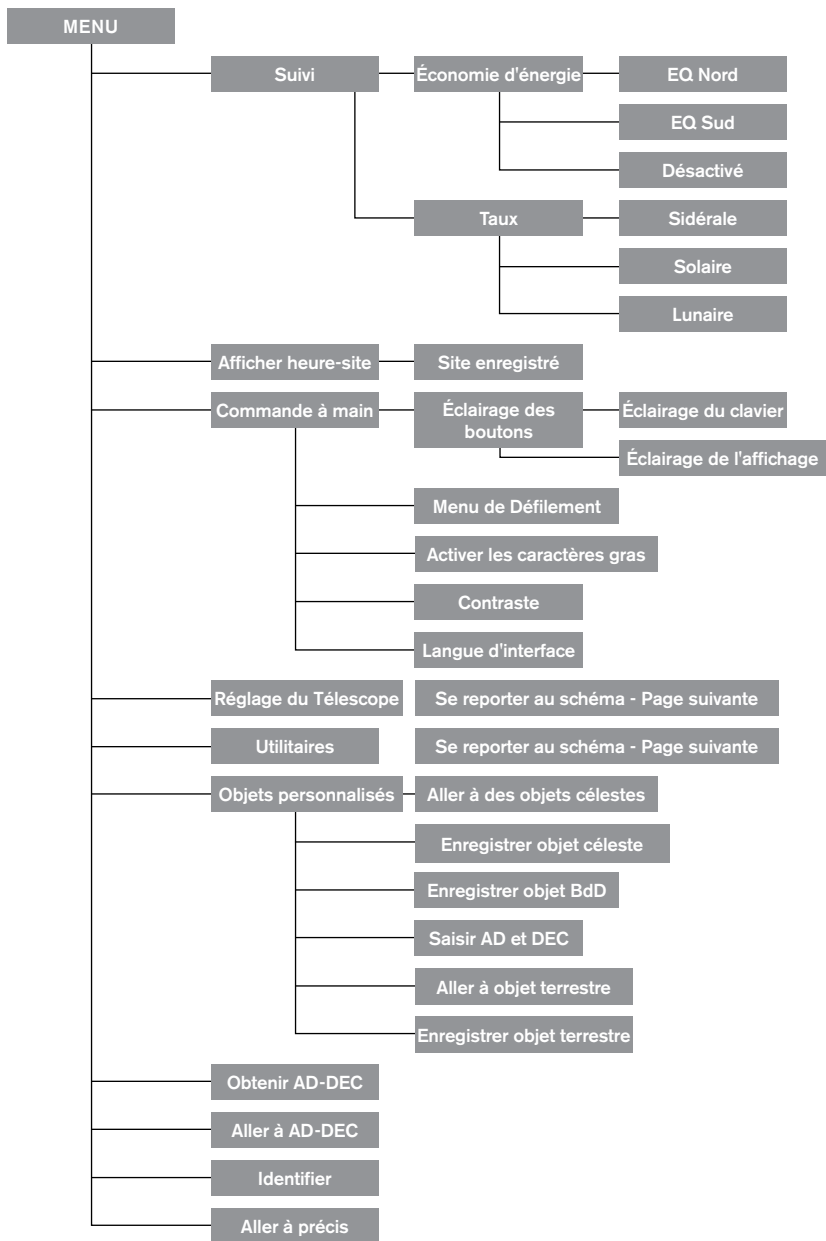 MENU
Suivi
Économie d'énergie
EQ Nord
EQ Sud
Désactivé
Taux
Sidérale
Solaire
Lunaire
Afficher heure-site
Site enregistré
Commande à main
Éclairage des
boutons
Éclairage du clavier
Éclairage de l'affichage
Menu de Défilement
Activer les caractères gras
Contraste
Langue d'interface
Réglage du Télescope
Se reporter au schéma - Page suivante
Utilitaires
Se reporter au schéma - Page suivante
Objets personnalisés
Aller à des objets célestes
Enregistrer objet céleste
Enregistrer objet BdD
Saisir AD et DEC
Aller à objet terrestre
Enregistrer objet terrestre
Obtenir AD-DEC
Aller à AD-DEC
Identifier
Aller à précis